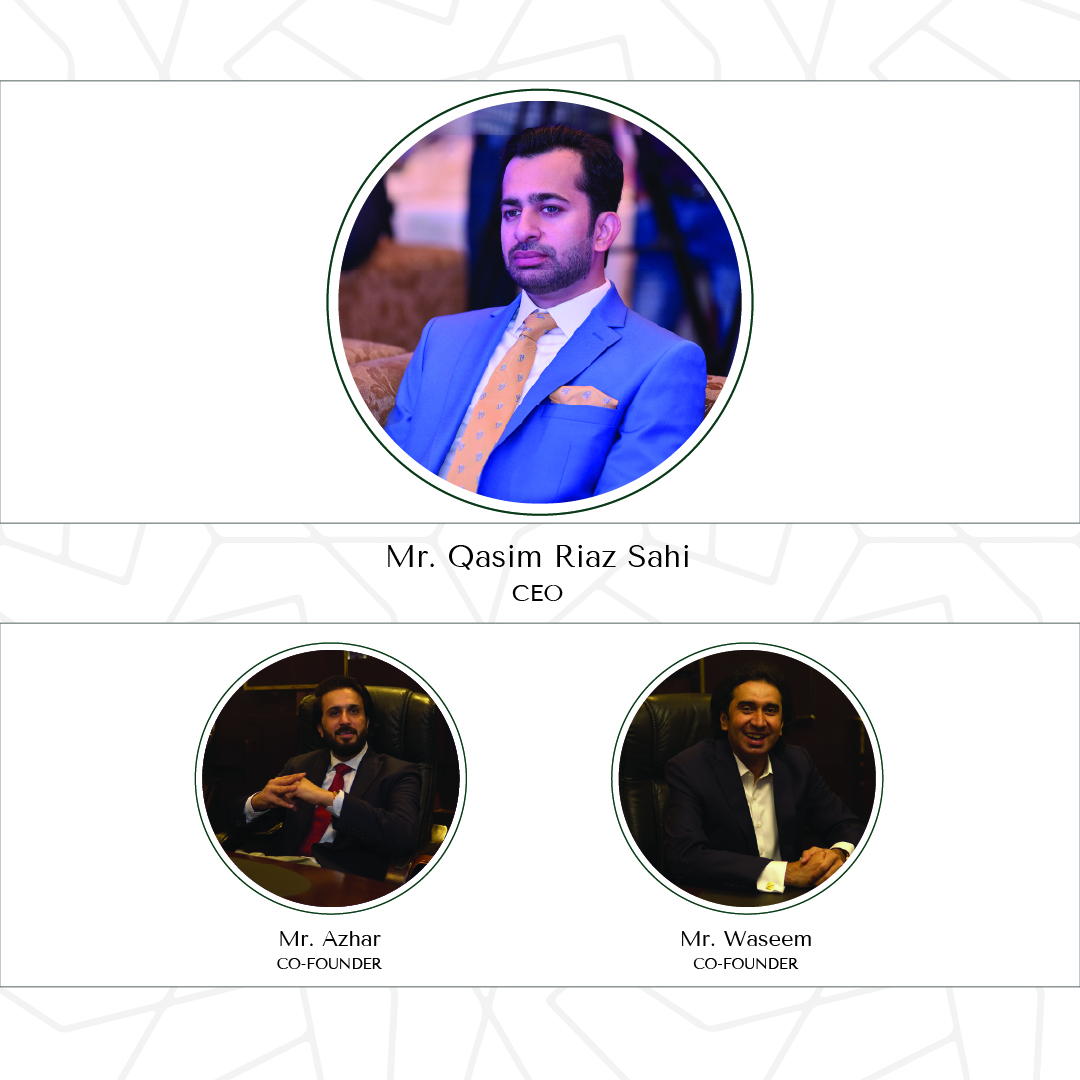 Mr. Qasim Riaz Sahi
CEO
Mr. Azhar
CO-FOUNDER
Mr. Waseem
CO-FOUNDER